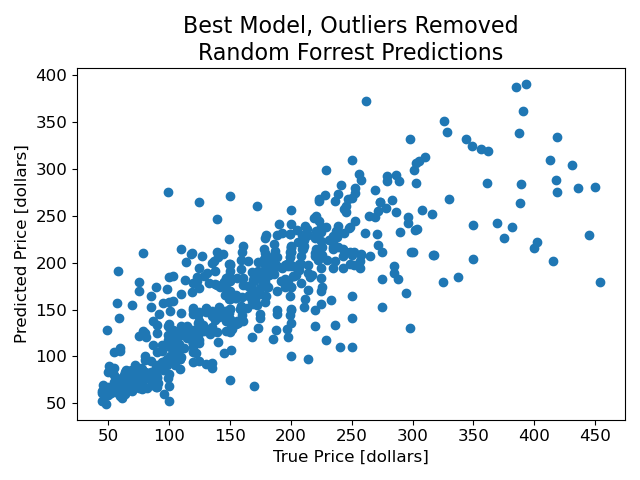 Best Model, Outliers Removed
Random Forrest Predictions
Predicted Price [dollars]
400
350
300
250
200
150
100
50
50 100 150 200 250 300 350 400 450
True Price [dollars]